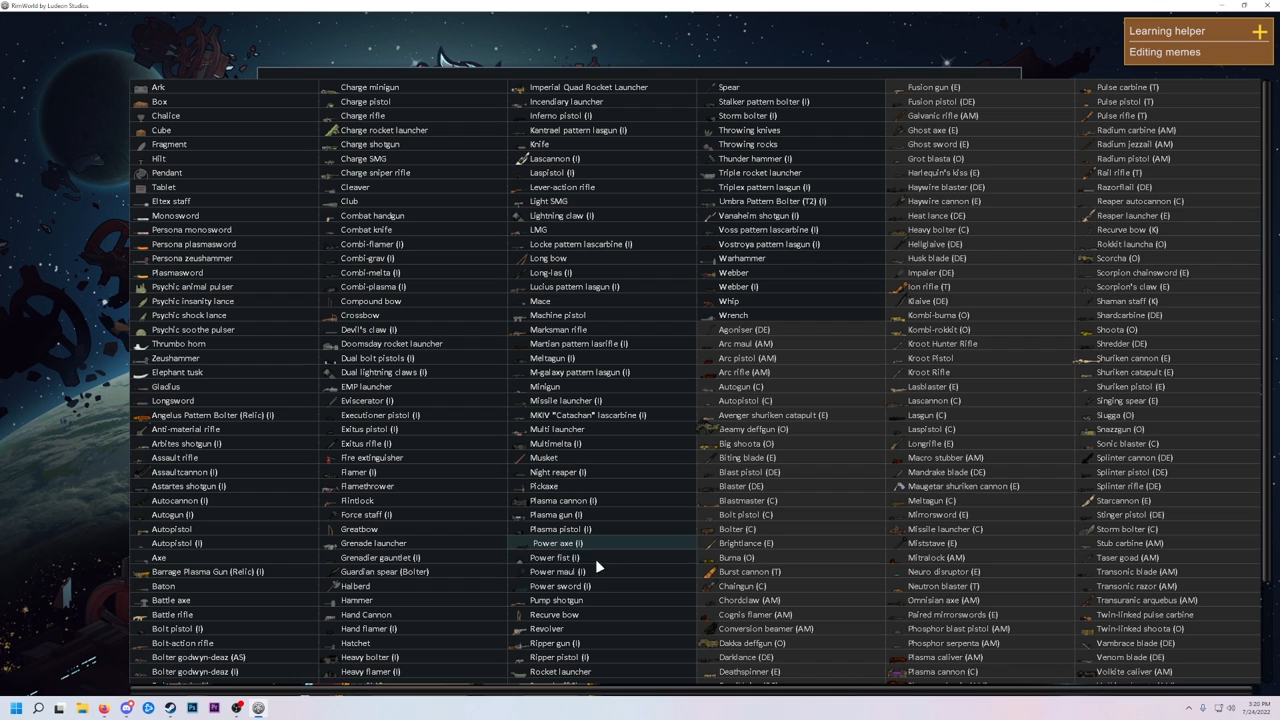 RimWorld by Ludeon Studios
Learning helper
Editing memes
Ark
Box
Chalice
Cube
Fragment
Hilt
Pendant
Tablet
Eltex staff
Monosword
Persona monosword
Persona plasmasword
Persona zeushammer
Plasmasword
Psychic animal pulser
Psychic insanity lance
Psychic shock lance
Psychic soothe pulser
Thrumbo horn
Zeushammer
Elephant tusk
Gladius
Longsword
Angelus Pattern Bolter (Relic) (I)
Anti-material rifle
Arbites shotgun (I)
Assault rifle
Assaultcannon (I)
Astartes shotgun (I)
Autocannon (I)
Autogun (I)
Autopistol
Autopistol (I)
Axe
Barrage Plasma Gun (Relic) (I)
Baton
Battle axe
Battle rifle
Bolt pistol (I)
Bolt-action rifle
Bolter godwyn-deaz (AS)
Bolter godwyn-deaz (I)
Charge minigun
Charge pistol
Charge rifle
Charge rocket launcher
Charge shotgun
Charge SMG
Charge sniper rifle
Cleaver
Club
Combat handgun
Combat knife
Combi-flamer (I)
Combi-grav (I)
Combi-melta (I)
Combi-plasma (I)
Compound bow
Crossbow
Devil's claw (I)
Doomsday rocket launcher
Dual bolt pistols (I)
Dual lightning claws (I)
EMP launcher
Eviscerator (I)
Executioner pistol (I)
Exitus pistol (I)
Exitus rifle (I)
Fire extinguisher
Flamer (I)
Flamethrower
Flintlock
Force staff (I)
Greatbow
Grenade launcher
Grenadier gauntlet (I)
Guardian spear (Bolter)
Halberd
Hammer
Hand Cannon
Hand flamer (I)
Hatchet
Heavy bolter (I)
Heavy flamer (I)
Imperial Quad Rocket Launcher
Incendiary launcher
Inferno pistol (I)
Kantrael pattern lasgun (I)
Knife
Lascannon (I)
Laspistol (I)
Lever-action rifle
Light SMG
Lightning claw (I)
LMG
Locke pattern lascarbine (I)
Long bow
Long-las (I)
Lucius pattern lasgun (I)
Mace
Machine pistol
Marksman rifle
Martian pattern lasrifle (I)
Meltagun (I)
M-galaxy pattern lasgun (I)
Minigun
Missile launcher (I)
MKIV "Catachan" lascarbine (I)
Multi launcher
Multimelta (I)
Musket
Night reaper (I)
Pickaxe
Plasma cannon (I)
Plasma gun (I)
Plasma pistol (I)
Power axe (I)
Power fist (I)
Power maul (I)
Power sword (I)
Pump shotgun
Recurve bow
Revolver
Ripper gun (I)
Ripper pistol (I)
Rocket launcher
Spear
Stalker pattern bolter (I)
Storm bolter (I)
Throwing knives
Throwing rocks
Thunder hammer (I)
Triple rocket launcher
Triplex pattern lasgun (I)
Umbra Pattern Bolter (T2) (I)
Vanaheim shotgun (I)
Voss pattern lascarbine (I)
Vostroya pattern lasgun (I)
Warhammer
Webber
Webber (I)
Whip
Wrench
Agoniser (DE)
Arc maul (AM)
Arc pistol (AM)
Arc rifle (AM)
Autogun (C)
Autopistol (C)
Avenger shuriken catapult (E)
Beamy deffgun (O)
Big shoota (O)
Biting blade (E)
Blast pistol (DE)
Blaster (DE)
Blastmaster (C)
Bolt pistol (C)
Bolter (C)
Brightlance (E)
Burna (O)
Burst cannon (T)
Chaingun (C)
Chordclaw (AM)
Cognis flamer (AM)
Conversion beamer (AM)
Dakka deffgun (O)
Darklance (DE)
Deathspinner (E)
Fusion gun (E)
Fusion pistol (DE)
Galvanic rifle (AM)
Ghost axe (E)
Ghost sword (E)
Grot blasta (O)
Harlequin's kiss (E)
Haywire blaster (DE)
Haywire cannon (E)
Heat lance (DE)
Heavy bolter (C)
Hellglaive (DE)
Husk blade (DE)
Impaler (DE)
Ion rifle (T)
Klaive (DE)
Kombi-burna (O)
Kombi-rokkit (O)
Kroot Hunter Rifle
Kroot Pistol
Kroot Rifle
Lasblaster (E)
Lascannon (C)
Lasgun (C)
Laspistol (C)
Longrifle (E)
Macro stubber (AM)
Mandrake blade (DE)
Maugetar shuriken cannon (E)
Meltagun (C)
Mirrorsword (E)
Missile launcher (C)
Miststave (E)
Mitralock (AM)
Neuro disruptor (E)
Neutron blaster (T)
Omnisian axe (AM)
Paired mirrorswords (E)
Phosphor blast pistol (AM)
Phosphor serpenta (AM)
Plasma caliver (AM)
Plasma cannon (C)
Pulse carbine (T)
Pulse pistol (T)
Pulse rifle (T)
Radium carbine (AM)
Radium jezzail (AM)
Radium pistol (AM)
Rail rifle (T)
Razorflail (DE)
Reaper autocannon (C)
Reaper launcher (E)
Recurve bow (K)
Rokkit launcha (O)
Scorcha (O)
Scorpion chainsword (E)
Scorpion's claw (E)
Shaman staff (K)
Shardcarbine (DE)
Shoota (O)
Shredder (DE)
Shuriken cannon (E)
Shuriken catapult (E)
Shuriken pistol (E)
Singing spear (E)
Slugga (O)
Snazzgun (O)
Sonic blaster (C)
Splinter cannon (DE)
Splinter pistol (DE)
Splinter rifle (DE)
Starcannon (E)
Stinger pistol (DE)
Storm bolter (C)
Stub carbine (AM)
Taser goad (AM)
Transonic blade (AM)
Transonic razor (AM)
Transuranic arquebus (AM)
Twin-linked pulse carbine
Twin-linked shoota (O)
Vambrace blade (DE)
Venom blade (DE)
Volkite caliver (AM)
3:20 PM
7/24/2022